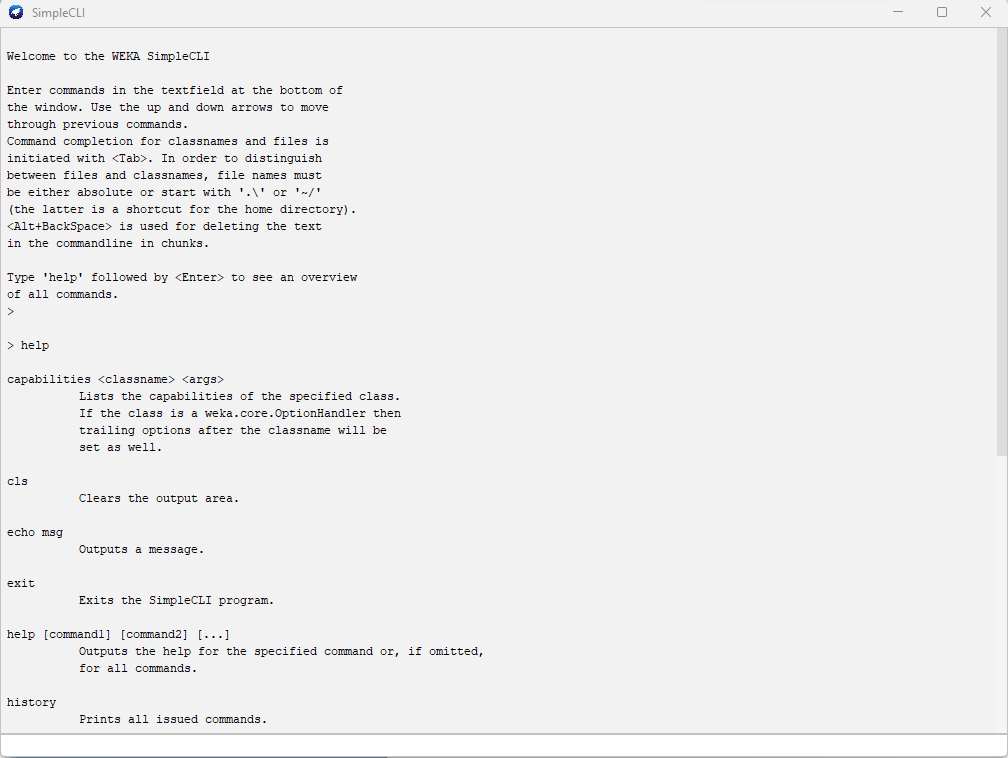 SimpleCLI
Welcome to the WEKA SimpleCLI
Enter commands in the textfield at the bottom of
the window. Use the up and down arrows to move
through previous commands.
Command completion for classnames and files is
initiated with <Tab>. In order to distinguish
between files and classnames, file names must
be either absolute or start with '.\' or '~/'
(the latter is a shortcut for the home directory).
<Alt+BackSpace> is used for deleting the text
in the commandline in chunks.
Type 'help' followed by <Enter> to see an overview
of all commands.
>
> help
capabilities <classname> <args>
Lists the capabilities of the specified class.
If the class is a weka.core.OptionHandler then
trailing options after the classname will be
set as well.
cls
Clears the output area.
echo msg
Outputs a message.
exit
Exits the SimpleCLI program.
help [command1] [command2] [...]
Outputs the help for the specified command or, if omitted,
for all commands.
history
Prints all issued commands.